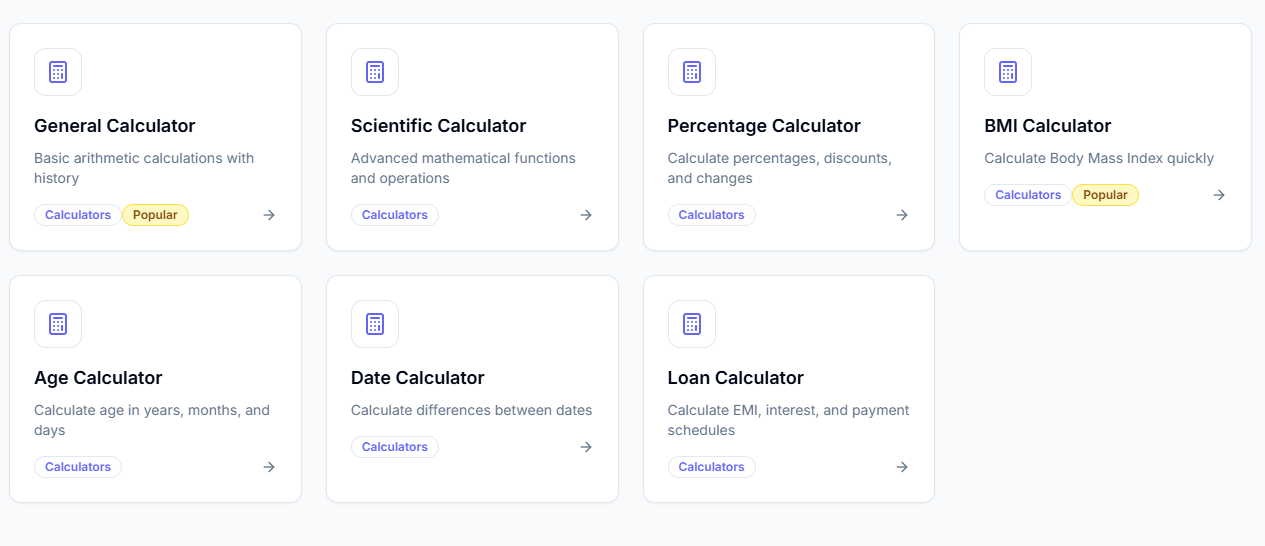 General Calculator
Basic arithmetic calculations with
history
Calculators
Popular
Scientific Calculator
Advanced mathematical functions
and operations
Calculators
Percentage Calculator
Calculate percentages, discounts,
and changes
Calculators
BMI Calculator
Calculate Body Mass Index quickly
Calculators
Popular
Age Calculator
Calculate age in years, months, and
days
Calculators
Date Calculator
Calculate differences between dates
Calculators
Loan Calculator
Calculate EMI, interest, and payment
schedules
Calculators